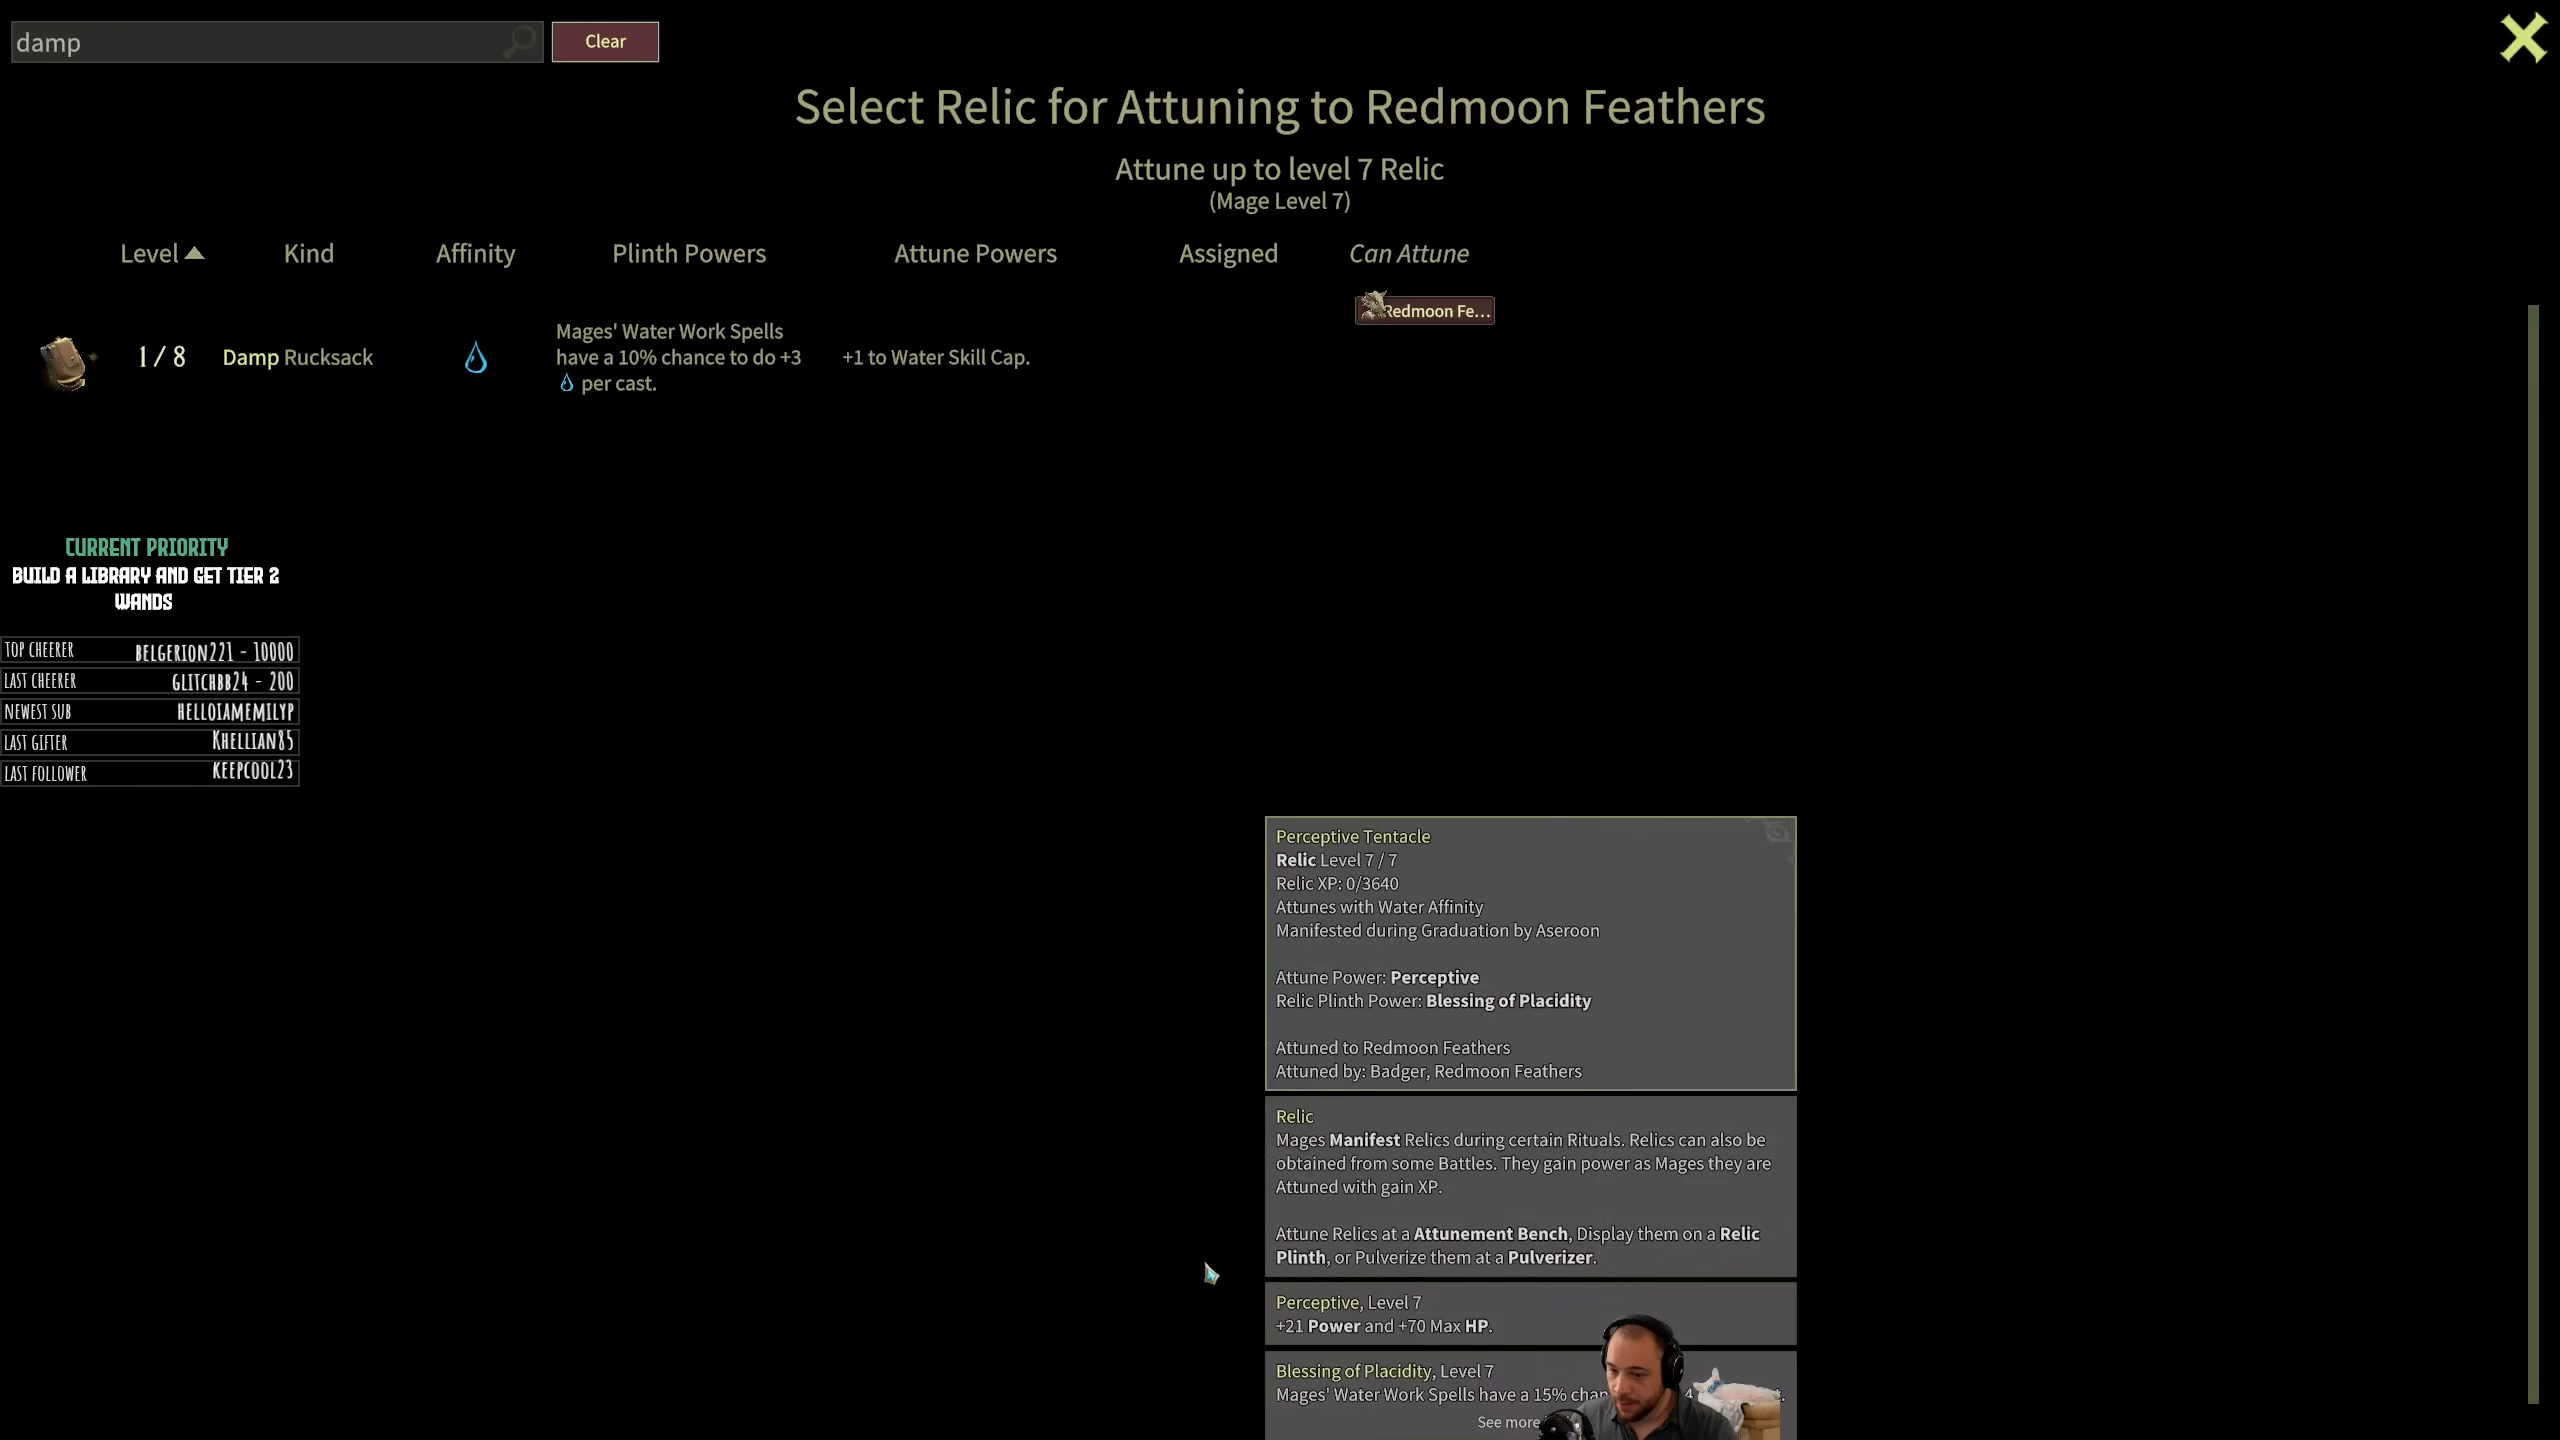 damp
Clear
Select Relic for Attuning to Redmoon Feathers
Attune up to level 7 Relic
(Mage Level 7)
Level Kind Affinity Plinth Powers Attune Powers Assigned Can Attune
Redmoon Fe...
1 / 8 Damp Rucksack
Mages' Water Work Spells
have a 10% chance to do +3
per cast.
+1 to Water Skill Cap.
CURRENT PRIORITY
BUILD A LIBRARY AND GET TIER 2
WANDS
TOP CHEERER BELGERION221 - 10000
LAST CHEERER GLITCHBB24 - 200
NEWEST SUB HELLOIAMEMILYP
LAST GIFTER KHELLIAN85
LAST FOLLOWER KEEPCOOL23
Perceptive Tentacle
Relic Level 7 / 7
Relic XP: 0/3640
Attunes with Water Affinity
Manifested during Graduation by Aseroon
Attune Power: Perceptive
Relic Plinth Power: Blessing of Placidity
Attuned to Redmoon Feathers
Attuned by: Badger, Redmoon Feathers
Relic
Mages Manifest Relics during certain Rituals. Relics can also be
obtained from some Battles. They gain power as Mages they are
Attuned with gain XP.
Attune Relics at a Attunement Bench, Display them on a Relic
Plinth, or Pulverize them at a Pulverizer.
Perceptive, Level 7
+21 Power and +70 Max HP.
Blessing of Placidity, Level 7
Mages' Water Work Spells have a 15% 4
See more